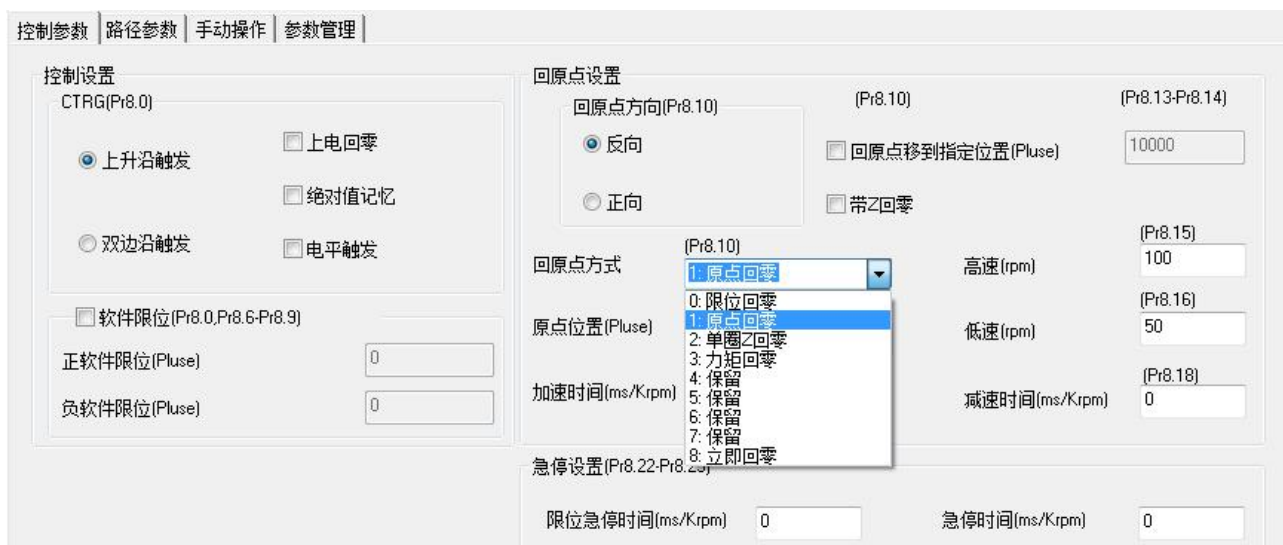 控制参数 路径参数 手动操作 参数管理
控制设置
CTRG(Pr8.0)
上升沿触发
上电回零
绝对值记忆
双边沿触发
电平触发
软件限位(Pr8.0,Pr8.6-Pr8.9)
正软件限位(Pluse) 0
负软件限位(Pluse) 0
回原点设置
回原点方向(Pr8.10)
反向
正向
(Pr8.10) (Pr8.13-Pr8.14)
回原点移到指定位置(Pluse) 10000
带Z回零
(Pr8.10)
回原点方式 1: 原点回零
0: 限位回零
1: 原点回零
2: 单圈Z回零
3: 力矩回零
4: 保留
5: 保留
6: 保留
7: 保留
8: 立即回零
原点位置(Pluse)
加速时间(ms/Krpm)
(Pr8.15)
高速(rpm) 100
(Pr8.16)
低速(rpm) 50
(Pr8.18)
减速时间(ms/Krpm) 0
急停设置(Pr8.22-Pr8.23)
限位急停时间(ms/Krpm) 0
急停时间(ms/Krpm) 0